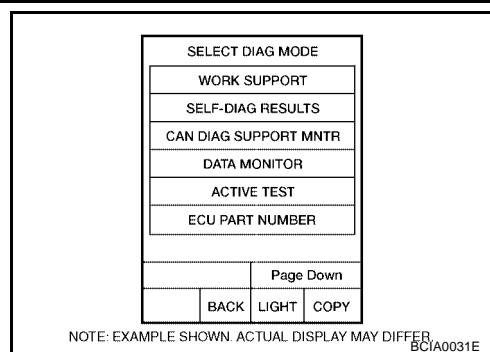 SELECT DIAG MODE
WORK SUPPORT
SELF-DIAG RESULTS
CAN DIAG SUPPORT MNTR
DATA MONITOR
ACTIVE TEST
ECU PART NUMBER
Page Down
BACK LIGHT COPY
NOTE: EXAMPLE SHOWN. ACTUAL DISPLAY MAY DIFFER.
BCIA0031E